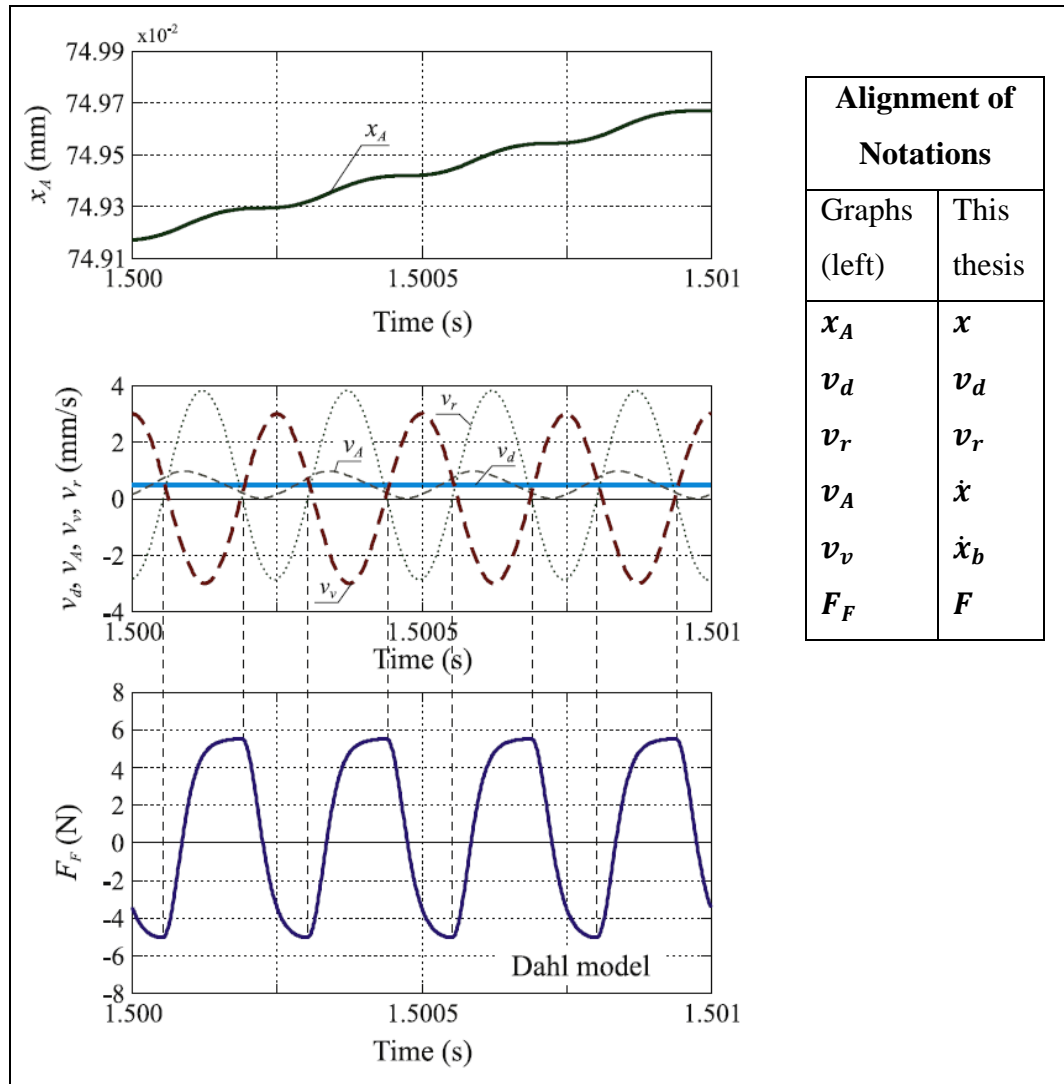 x10⁻²
74.99
74.97
74.95
74.93
74.91
x_A (mm)
x_A
1.500 1.5005 1.501
Time (s)
4
2
0
-2
-4
v_d, v_A, v_v, v_r (mm/s)
v_r
v_A
v_d
v_v
1.500 1.5005 1.501
Time (s)
8
6
4
2
0
-2
-4
-6
-8
F_F (N)
Dahl model
1.500 1.5005 1.501
Time (s)
Alignment of
Notations
Graphs This
(left) thesis
x_A x
v_d v_d
v_r v_r
v_A ẋ
v_v ẋ_b
F_F F